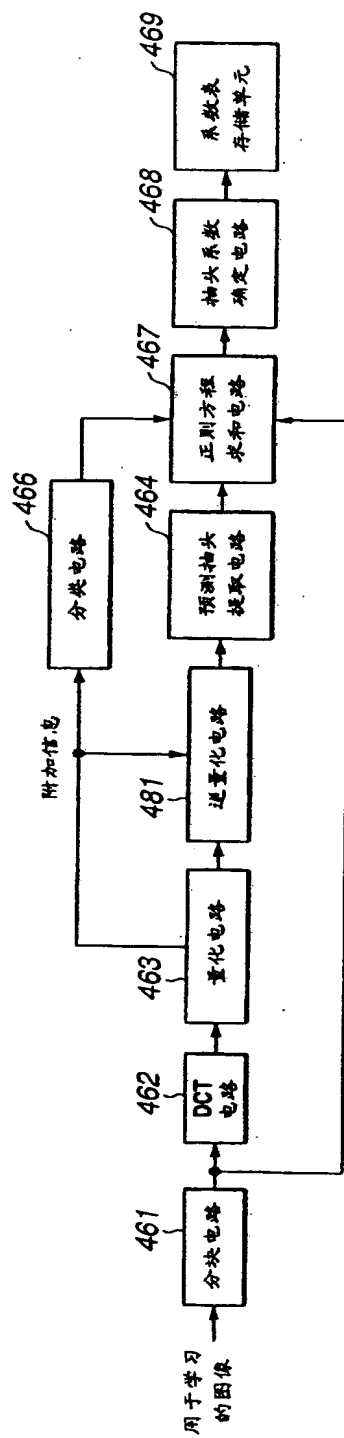 用于学习
的图像
461
分块电路
462
DCT
电路
463
量化电路
附加信息
481
逆量化电路
466
分类电路
464
预测抽头
提取电路
467
正则方程
求和电路
468
抽头系数
确定电路
469
系数表
存储单元